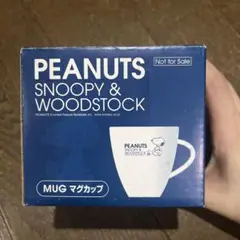 PEANUTS
Not for Sale
SNOOPY &
WOODSTOCK
PEANUTS
SNOOPY &
WOODSTOCK
MUG マグカップ